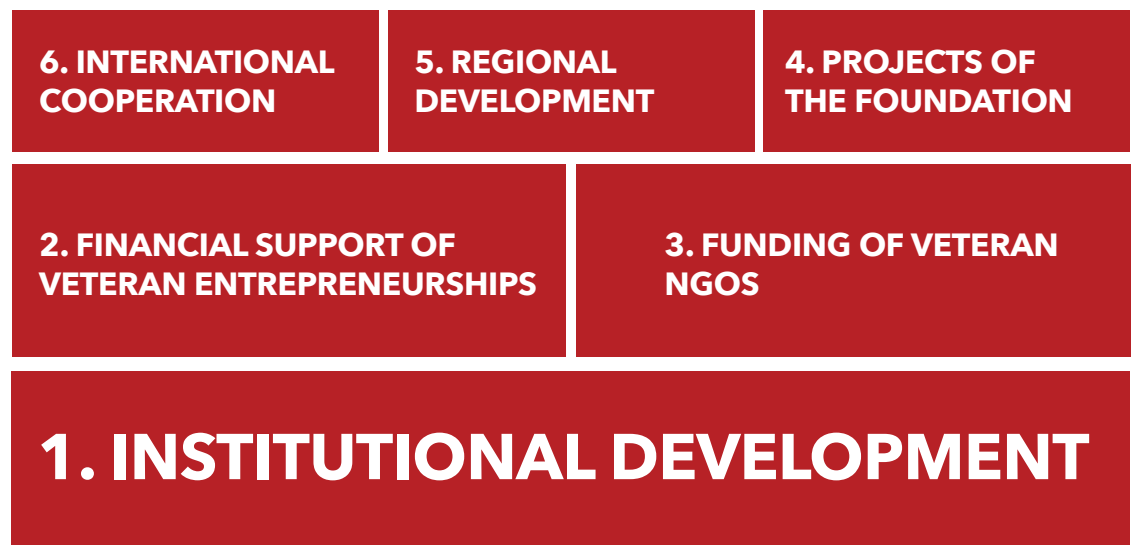 6. INTERNATIONAL
COOPERATION
5. REGIONAL
DEVELOPMENT
4. PROJECTS OF
THE FOUNDATION
2. FINANCIAL SUPPORT OF
VETERAN ENTREPRENEURSHIPS
3. FUNDING OF VETERAN
NGOS
1. INSTITUTIONAL DEVELOPMENT